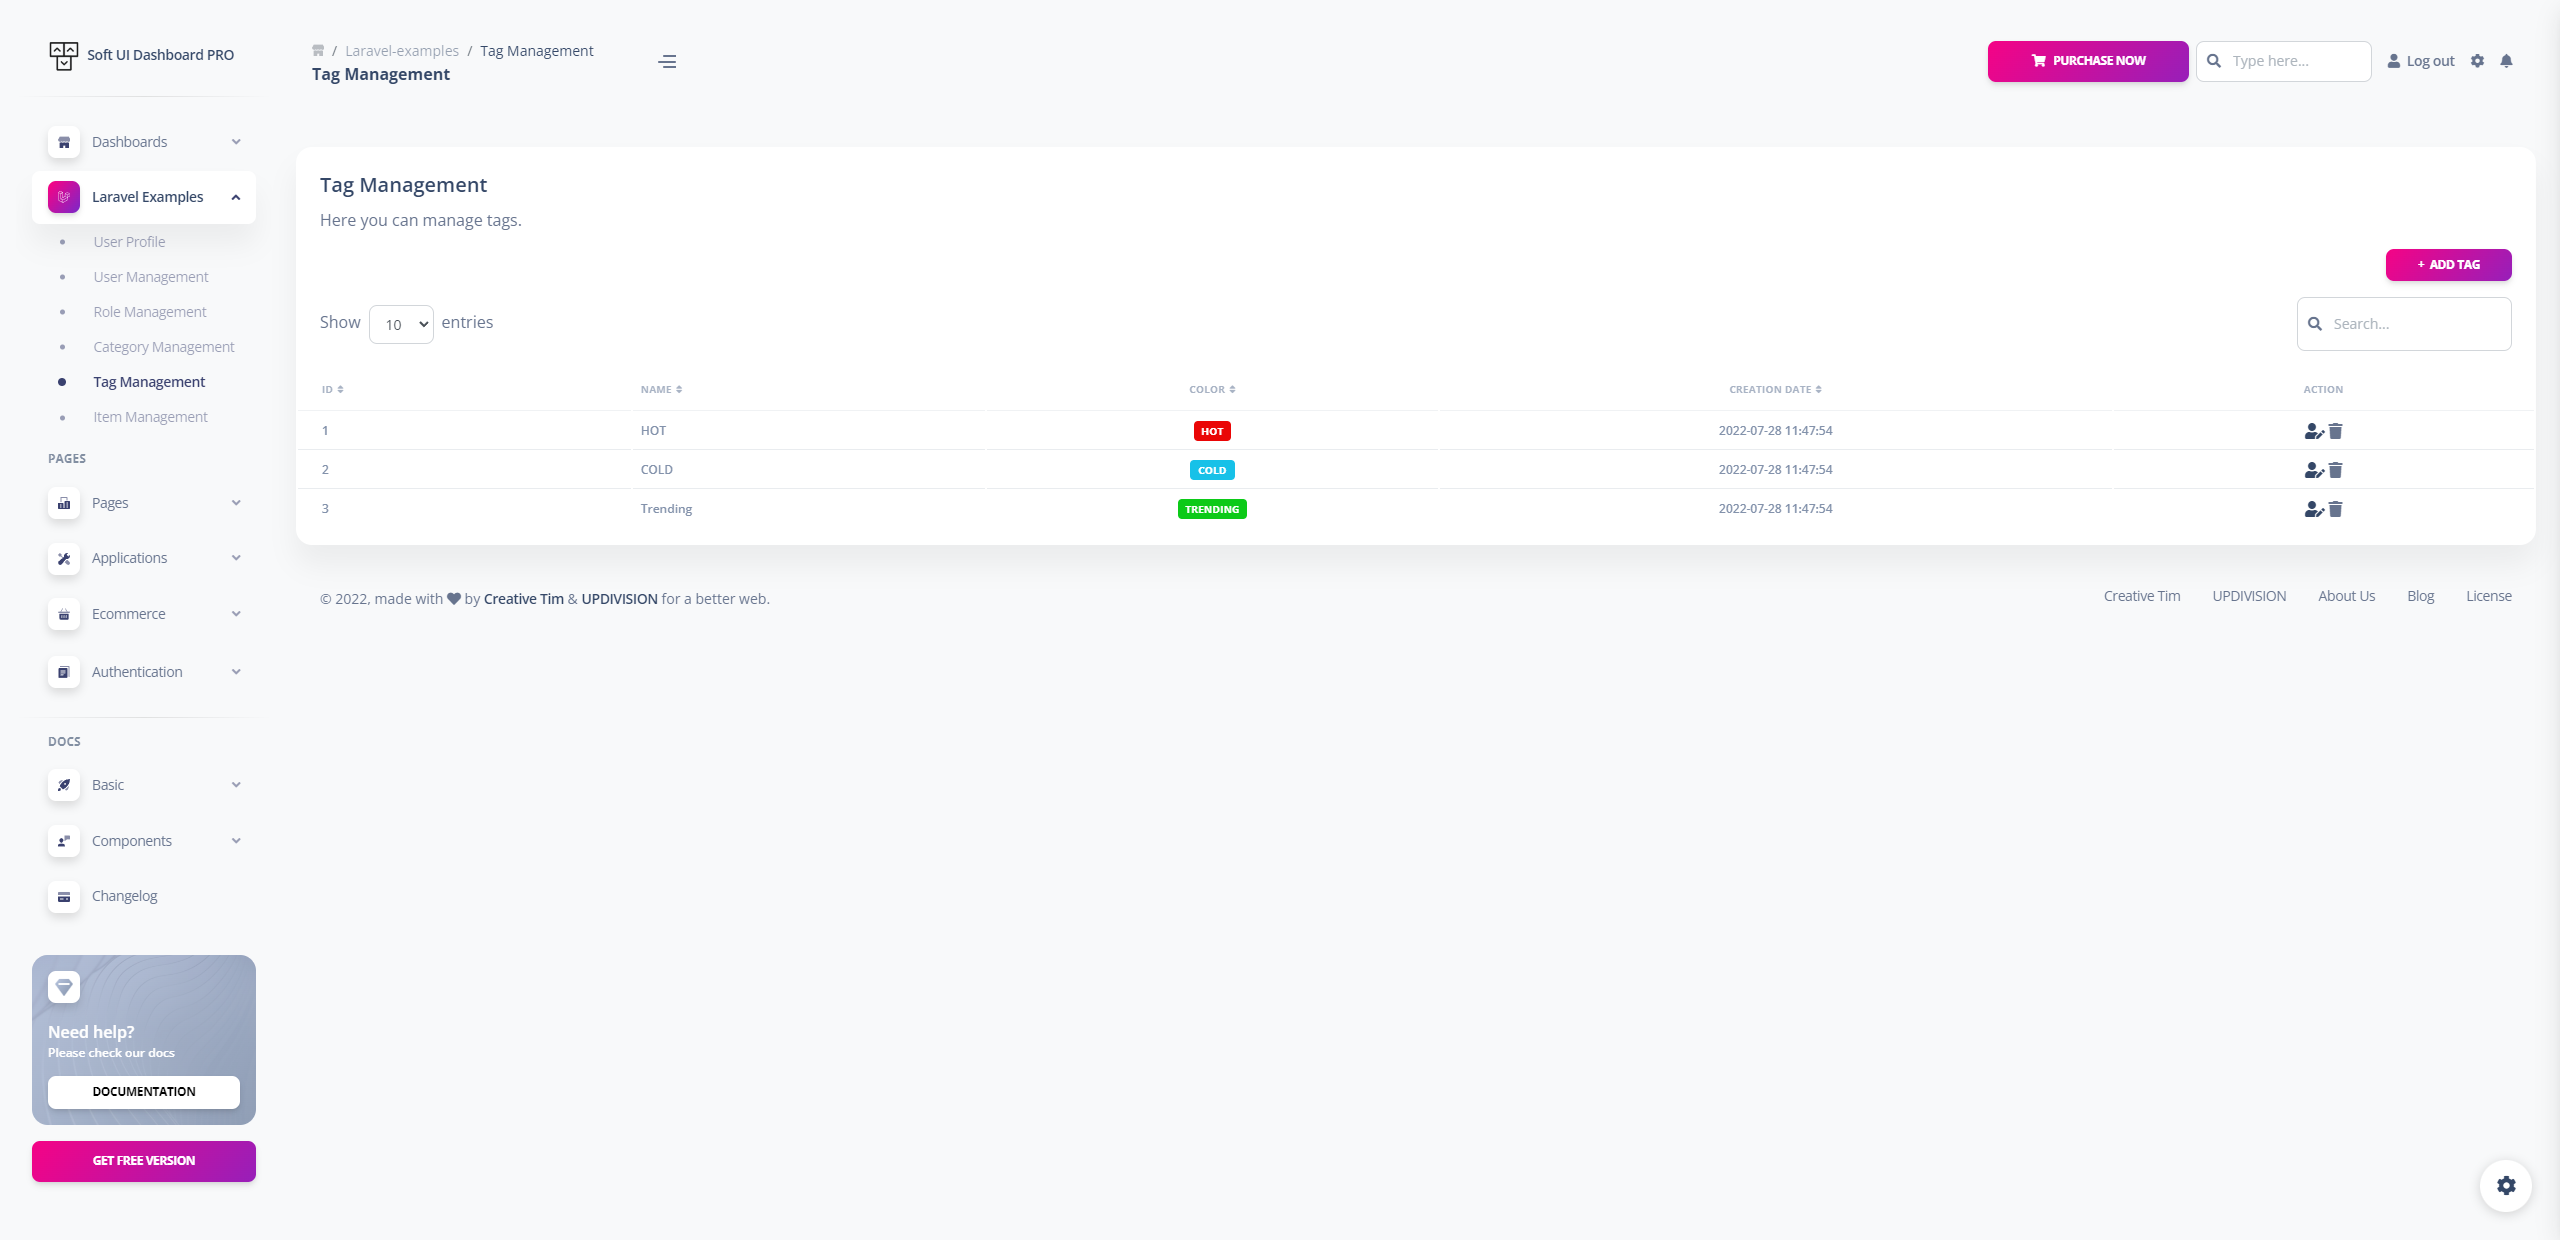 Soft UI Dashboard PRO
Dashboards
Laravel Examples
User Profile
User Management
Role Management
Category Management
Tag Management
Item Management
PAGES
Pages
Applications
Ecommerce
Authentication
DOCS
Basic
Components
Changelog
Need help?
Please check our docs
DOCUMENTATION
GET FREE VERSION
/ Laravel-examples / Tag Management
Tag Management
PURCHASE NOW
Type here...
Log out
Tag Management
Here you can manage tags.
+ ADD TAG
Show 10 entries
Search...
ID NAME COLOR CREATION DATE ACTION
1 HOT HOT 2022-07-28 11:47:54
2 COLD COLD 2022-07-28 11:47:54
3 Trending TRENDING 2022-07-28 11:47:54
© 2022, made with by Creative Tim & UPDIVISION for a better web.
Creative Tim UPDIVISION About Us Blog License